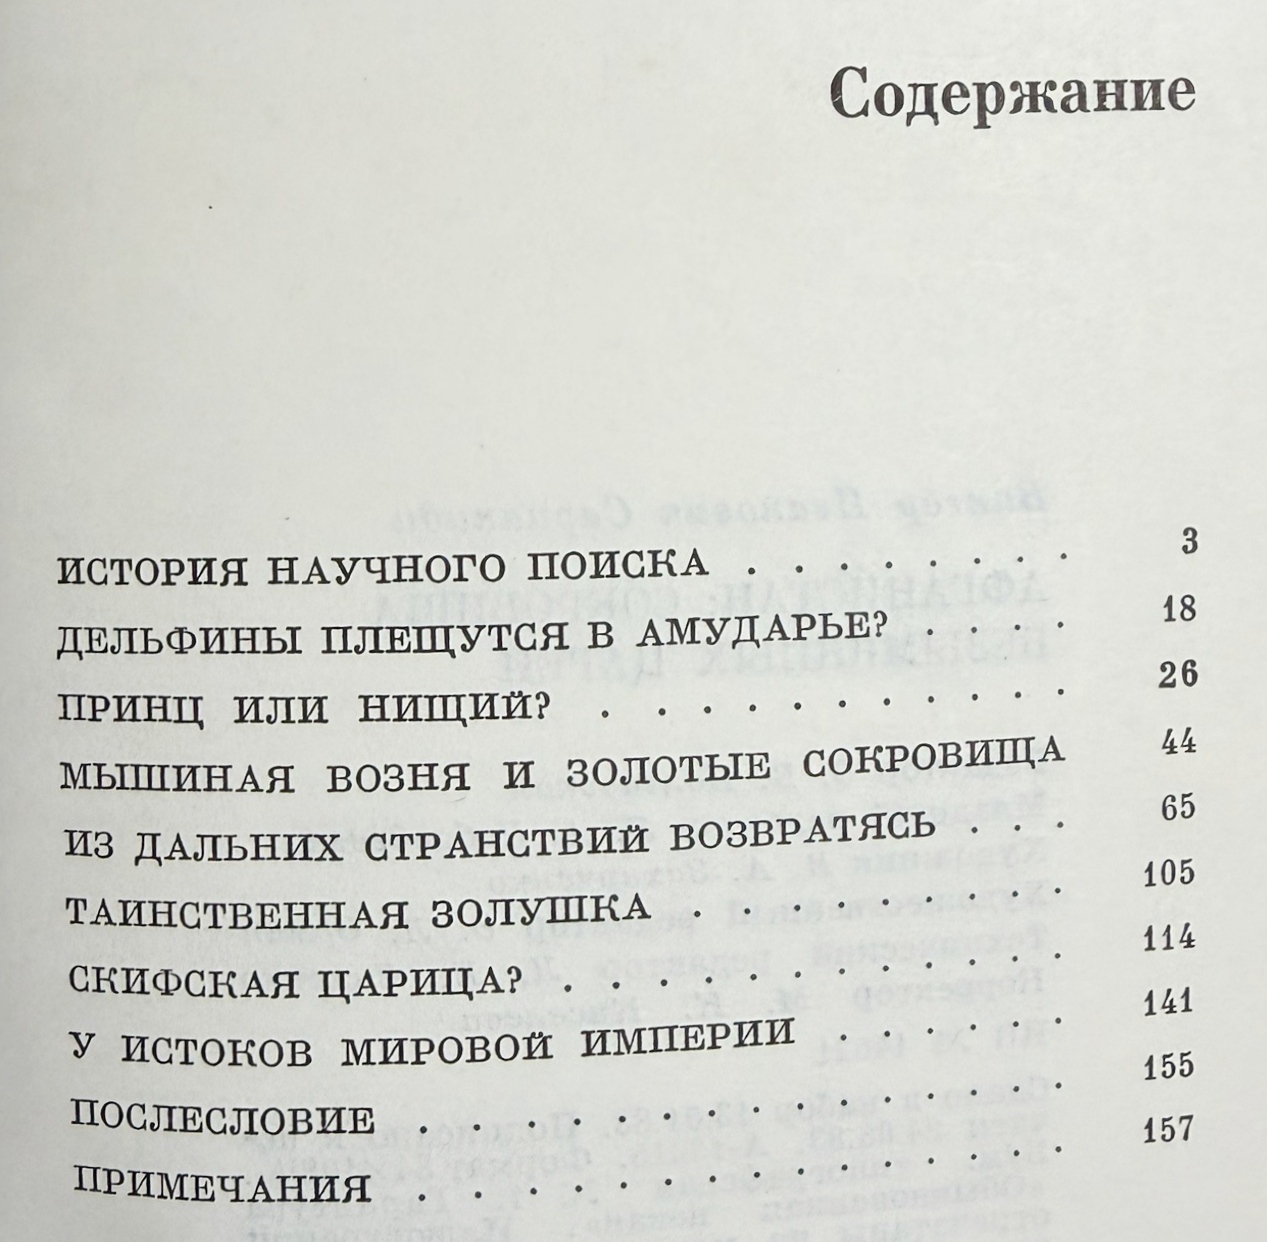 Содержание
ИСТОРИЯ НАУЧНОГО ПОИСКА . . . . . . . . 3
ДЕЛЬФИНЫ ПЛЕЩУТСЯ В АМУДАРЬЕ? . . . . 18
ПРИНЦ ИЛИ НИЩИЙ? . . . . . . . . . . 26
МЫШИНАЯ ВОЗНЯ И ЗОЛОТЫЕ СОКРОВИЩА 44
ИЗ ДАЛЬНИХ СТРАНСТВИЙ ВОЗВРАТЯСЬ . . . 65
ТАИНСТВЕННАЯ ЗОЛУШКА . . . . . . . . 105
СКИФСКАЯ ЦАРИЦА? . . . . . . . . . . . 114
У ИСТОКОВ МИРОВОЙ ИМПЕРИИ . . . . . . 141
ПОСЛЕСЛОВИЕ . . . . . . . . . . . . . 155
ПРИМЕЧАНИЯ . . . . . . . . . . . . . 157